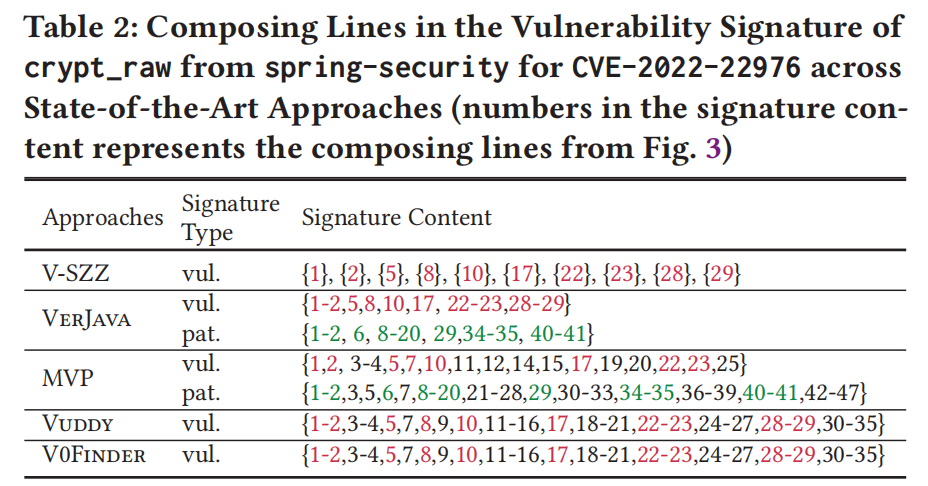 Table 2: Composing Lines in the Vulnerability Signature of
crypt_raw from spring-security for CVE-2022-22976 across
State-of-the-Art Approaches (numbers in the signature con-
tent represents the composing lines from Fig. 3)
Approaches Signature Type Signature Content
V-SZZ vul. {1}, {2}, {5}, {8}, {10}, {17}, {22}, {23}, {28}, {29}
VERJAVA vul. {1-2,5,8,10,17, 22-23,28-29}
pat. {1-2, 6, 8-20, 29,34-35, 40-41}
MVP vul. {1,2, 3-4,5,7,10,11,12,14,15,17,19,20,22,23,25}
pat. {1-2,3,5,6,7,8-20,21-28,29,30-33,34-35,36-39,40-41,42-47}
VUDDY vul. {1-2,3-4,5,7,8,9,10,11-16,17,18-21,22-23,24-27,28-29,30-35}
V0FINDER vul. {1-2,3-4,5,7,8,9,10,11-16,17,18-21,22-23,24-27,28-29,30-35}